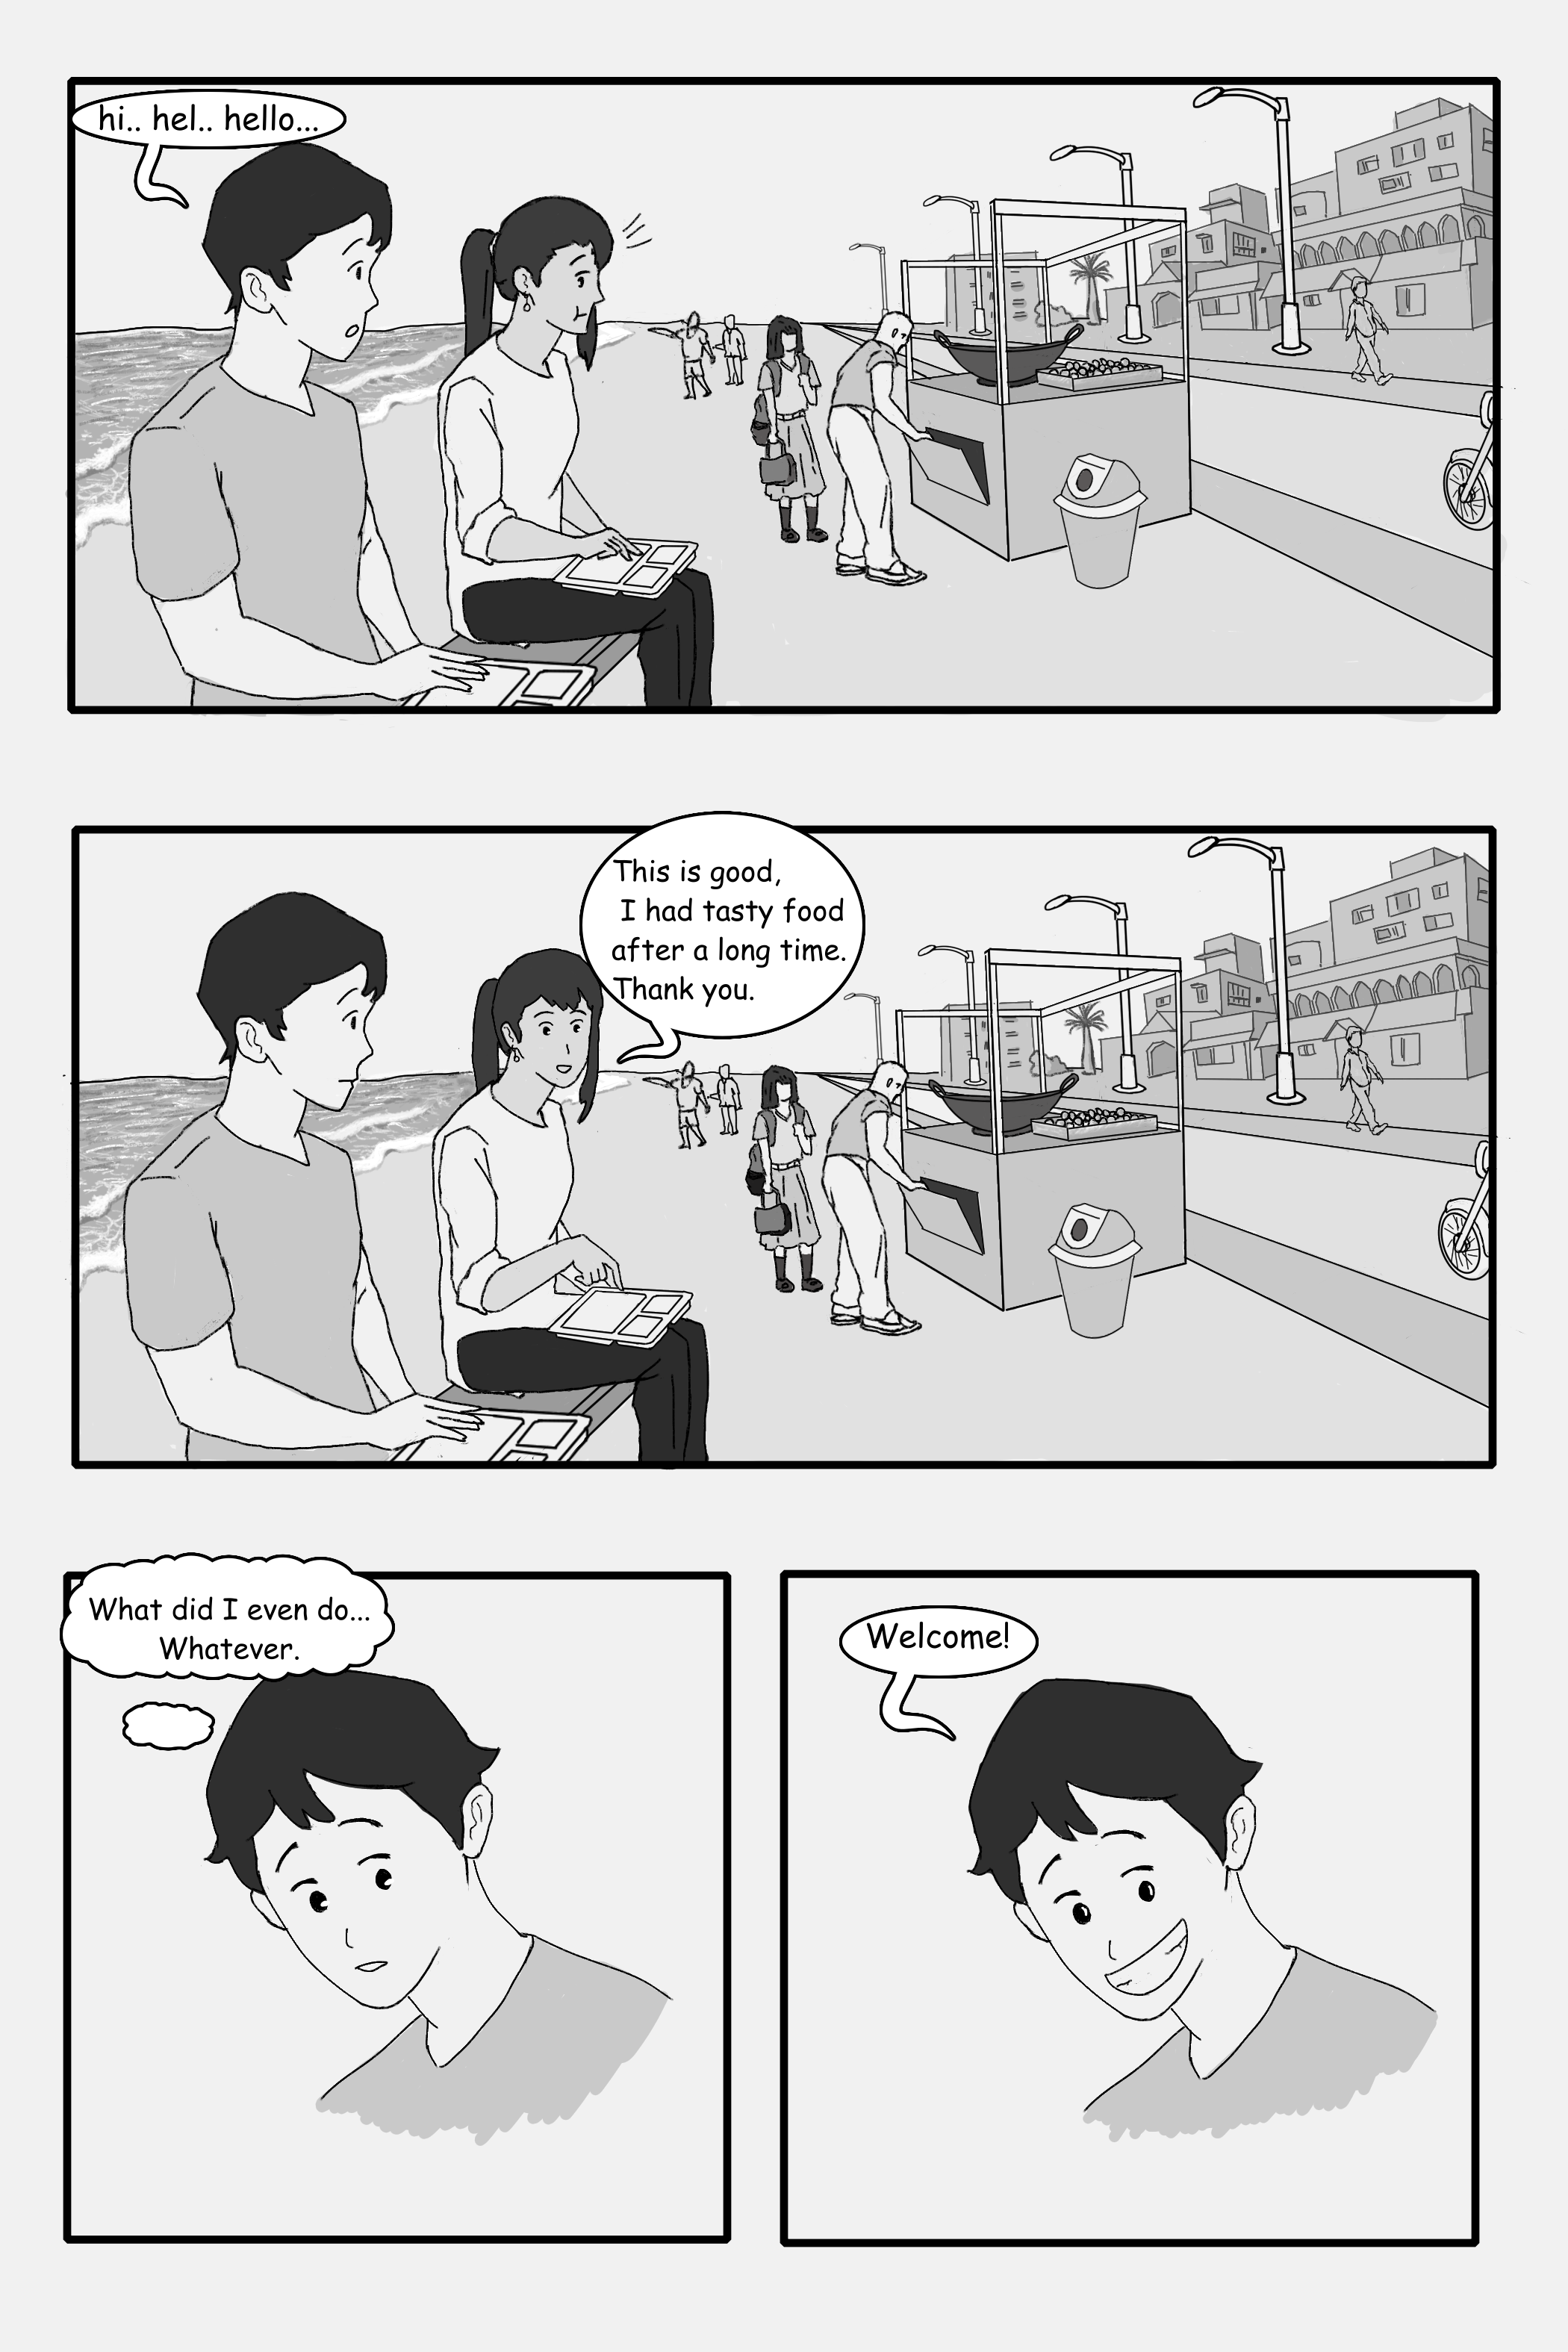 hi.. hel.. hello...
This is good,
I had tasty food
after a long time.
Thank you.
What did I even do...
Whatever.
Welcome!